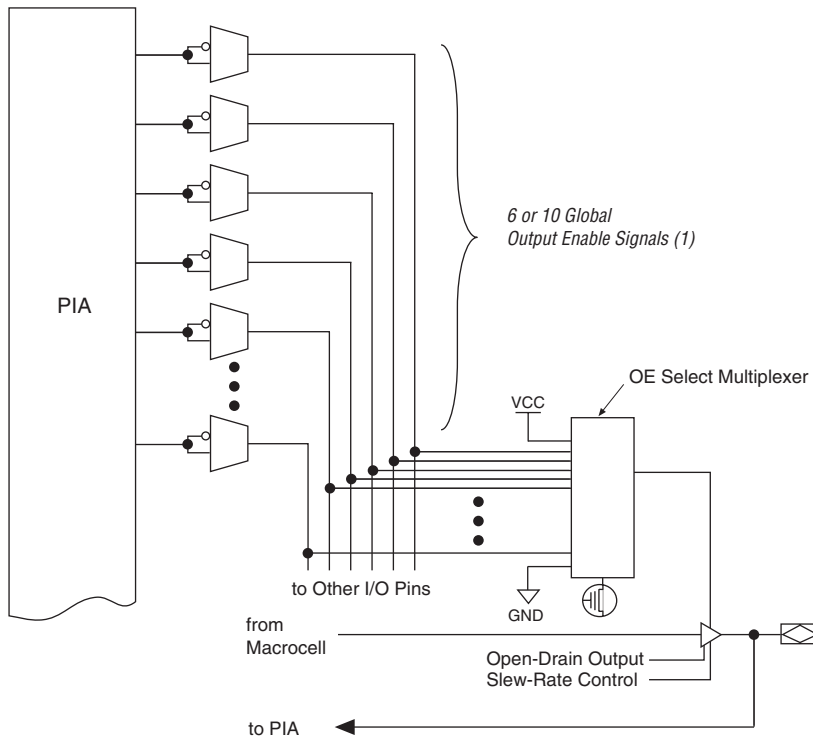 6 or 10 Global
Output Enable Signals (1)
PIA
OE Select Multiplexer
VCC
to Other I/O Pins
GND
from
Macrocell
Open-Drain Output
Slew-Rate Control
to PIA